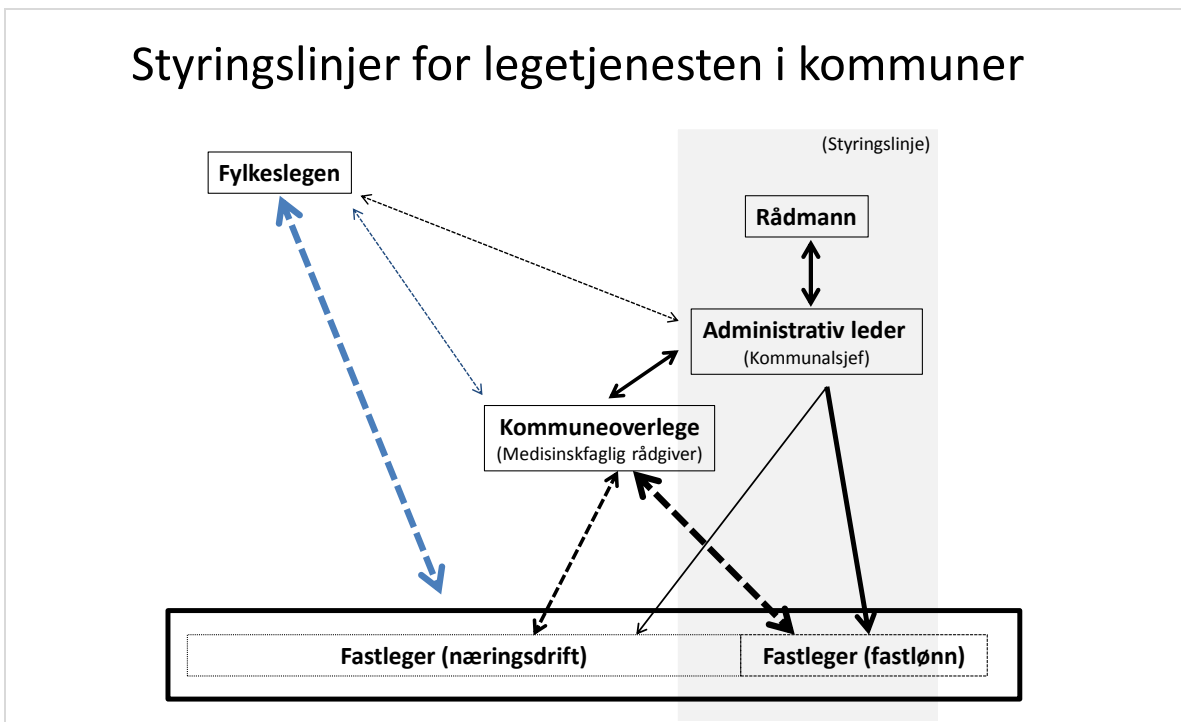 Styringslinjer for legetjenesten i kommuner
(Styringslinje)
Fylkeslegen
Rådmann
Administrativ leder
(Kommunalsjef)
Kommuneoverlege
(Medisinskfaglig rådgiver)
Fastleger (næringsdrift)
Fastleger (fastlønn)